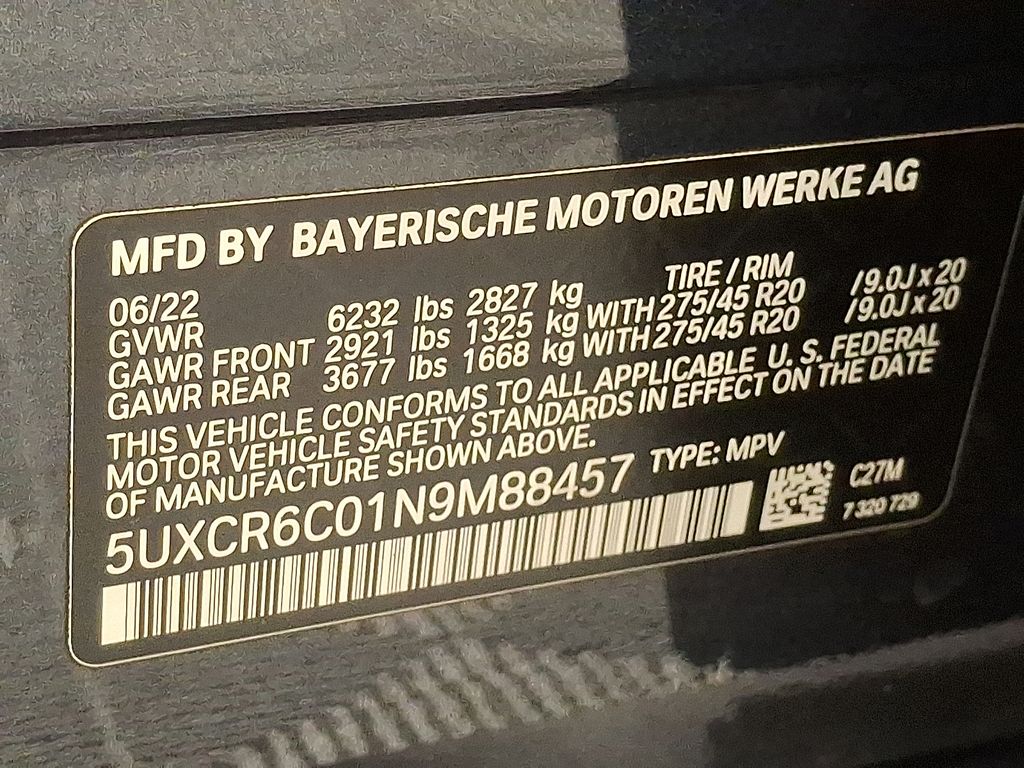 MFD BY BAYERISCHE MOTOREN WERKE AG
06/22 TIRE / RIM
GVWR 6232 lbs 2827 kg
GAWR FRONT 2921 lbs 1325 kg WITH 275/45 R20 /9.0J x 20
GAWR REAR 3677 lbs 1668 kg WITH 275/45 R20 /9.0J x 20
THIS VEHICLE CONFORMS TO ALL APPLICABLE U. S. FEDERAL
MOTOR VEHICLE SAFETY STANDARDS IN EFFECT ON THE DATE
OF MANUFACTURE SHOWN ABOVE.
5UXCR6C01N9M88457 TYPE: MPV
C27M
7 320 729